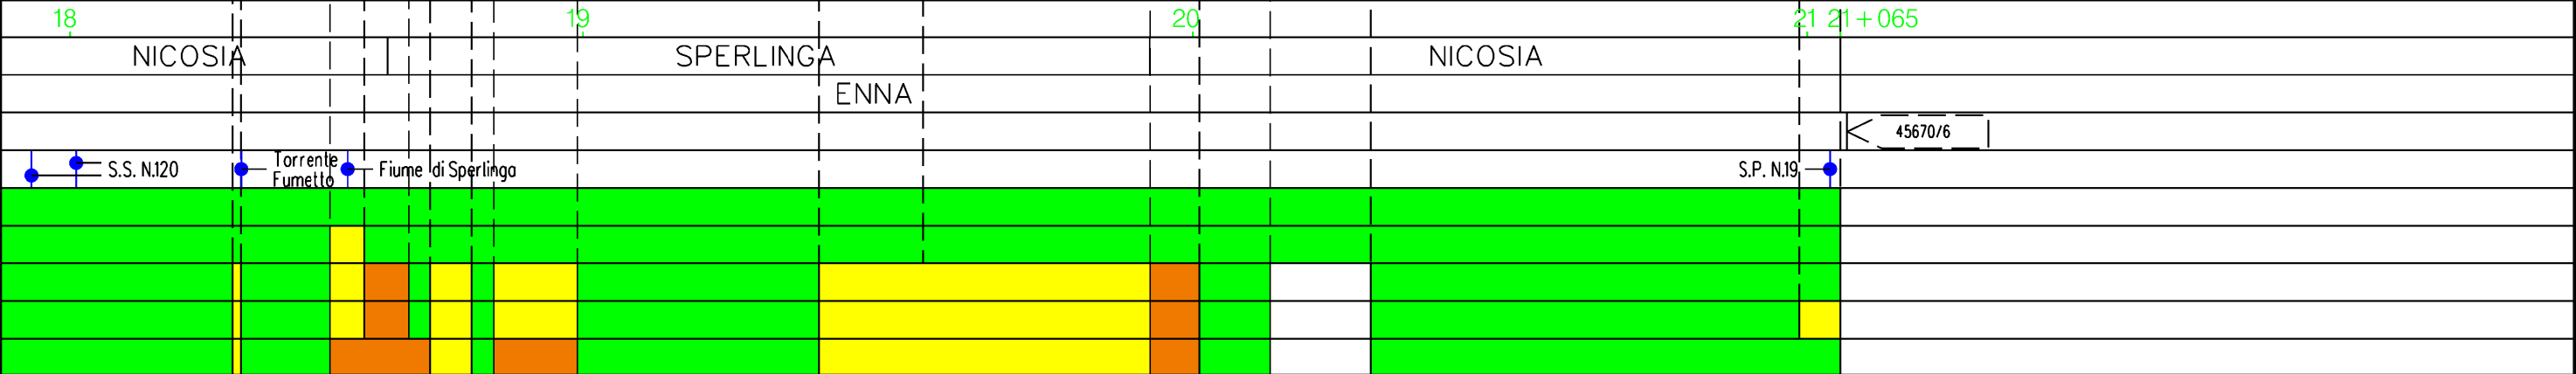 18 19 20 21 21+065
NICOSIA SPERLINGA NICOSIA
ENNA
45670/6
S.S. N.120 Torrente Fiume di Sperlinga S.P. N.19
Fumetto